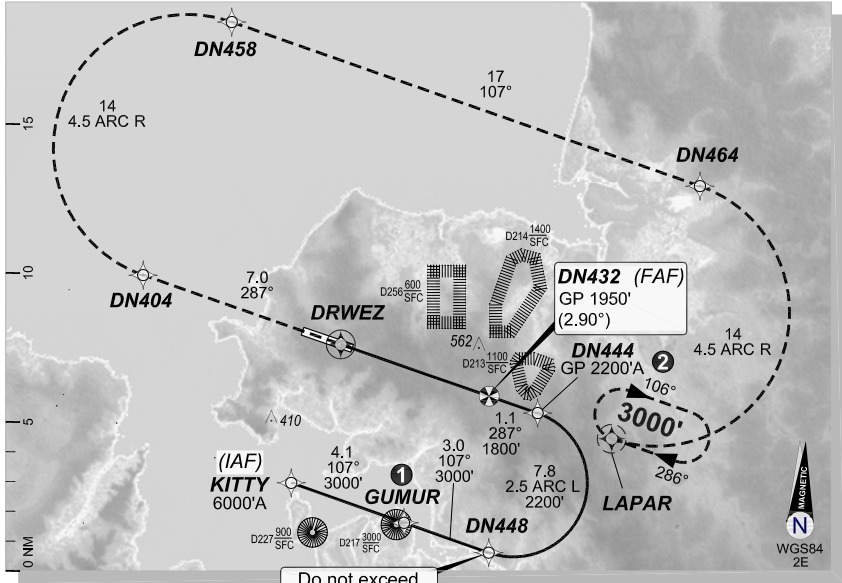 DN458
17
107°
14
4.5 ARC R
15
DN464
D214 1400
SFC
10
7.0
287°
DN404
D256 600
SFC
DN432 (FAF)
GP 1950'
(2.90°)
DRWEZ
562
D213 1100
SFC
DN444
GP 2200'A
2
14
4.5 ARC R
106°
3000'
286°
410
5
1.1
287°
1800'
(IAF)
KITTY
6000'A
4.1
107°
3000'
1
GUMUR
3.0
107°
3000'
7.8
2.5 ARC L
2200'
LAPAR
MAGNETIC
N
WGS84
2E
D227 900
SFC
D217 3000
SFC
DN448
0 NM
Do not exceed